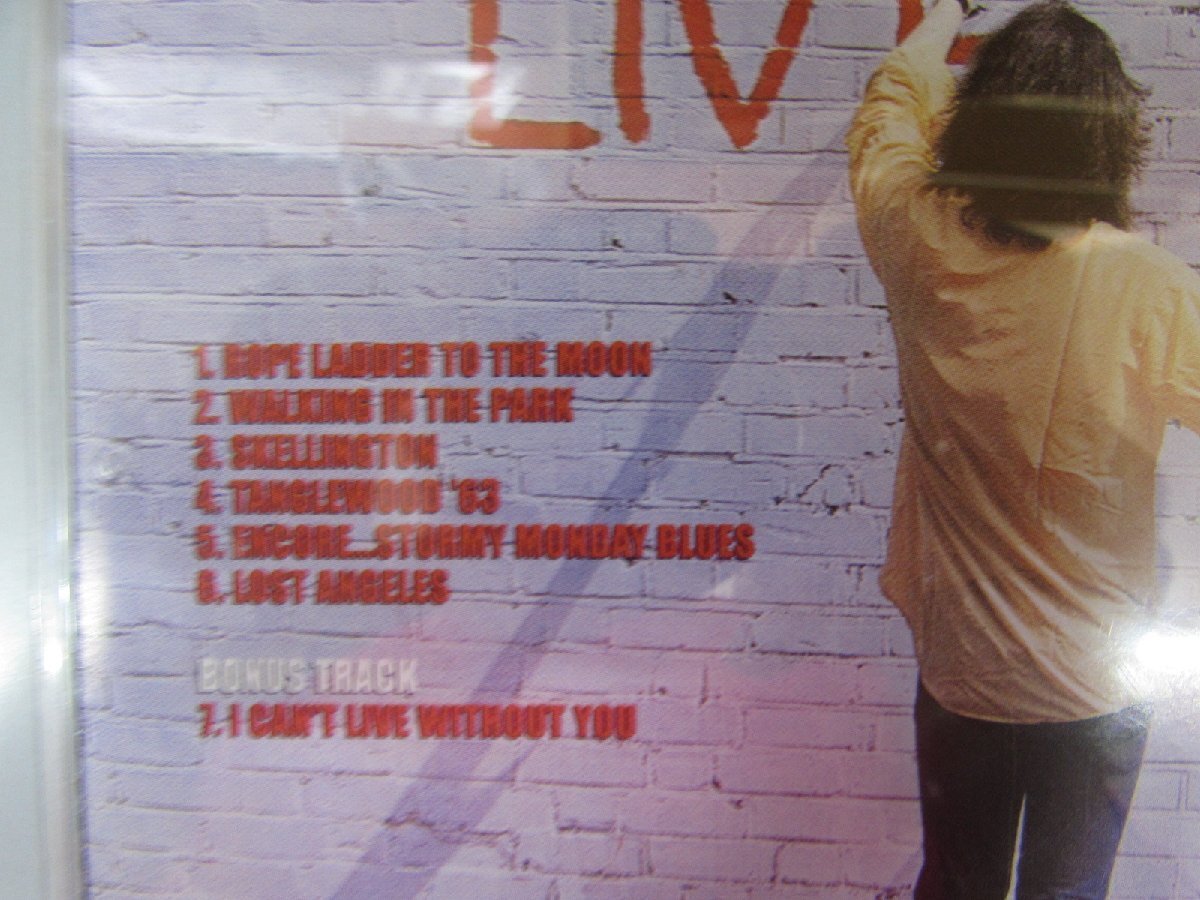 LIVE
1. ROPE LADDER TO THE MOON
2. WALKING IN THE PARK
3. SKELLINGTON
4. TANGLEWOOD '63
5. ENCORE...STORMY MONDAY BLUES
6. LOST ANGELES
BONUS TRACK
7. I CAN'T LIVE WITHOUT YOU